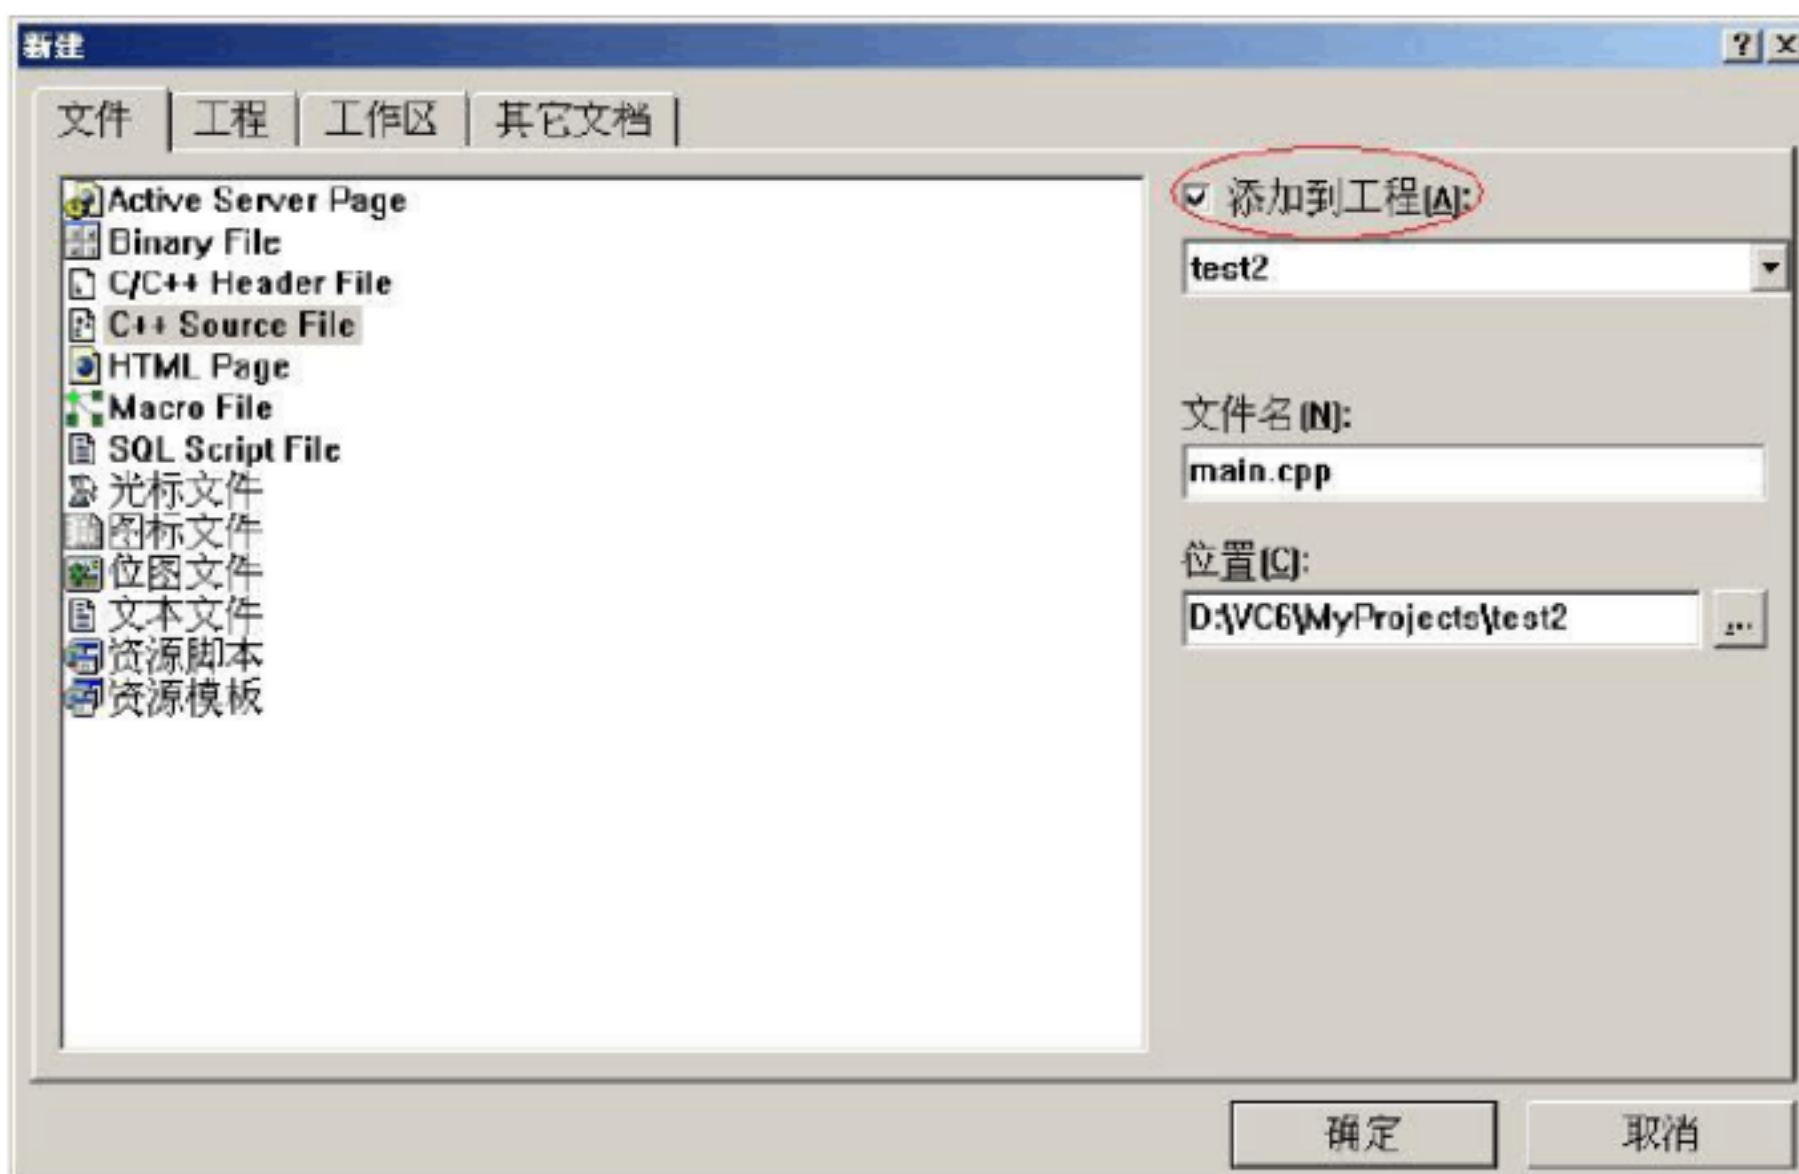 新建
文件 工程 工作区 其它文档
Active Server Page
Binary File
C/C++ Header File
C++ Source File
HTML Page
Macro File
SQL Script File
光标文件
图标文件
位图文件
文本文件
资源脚本
资源模板
添加到工程(A):
test2
文件名(N):
main.cpp
位置(C):
D:\VC6\MyProjects\test2
...
确定 取消